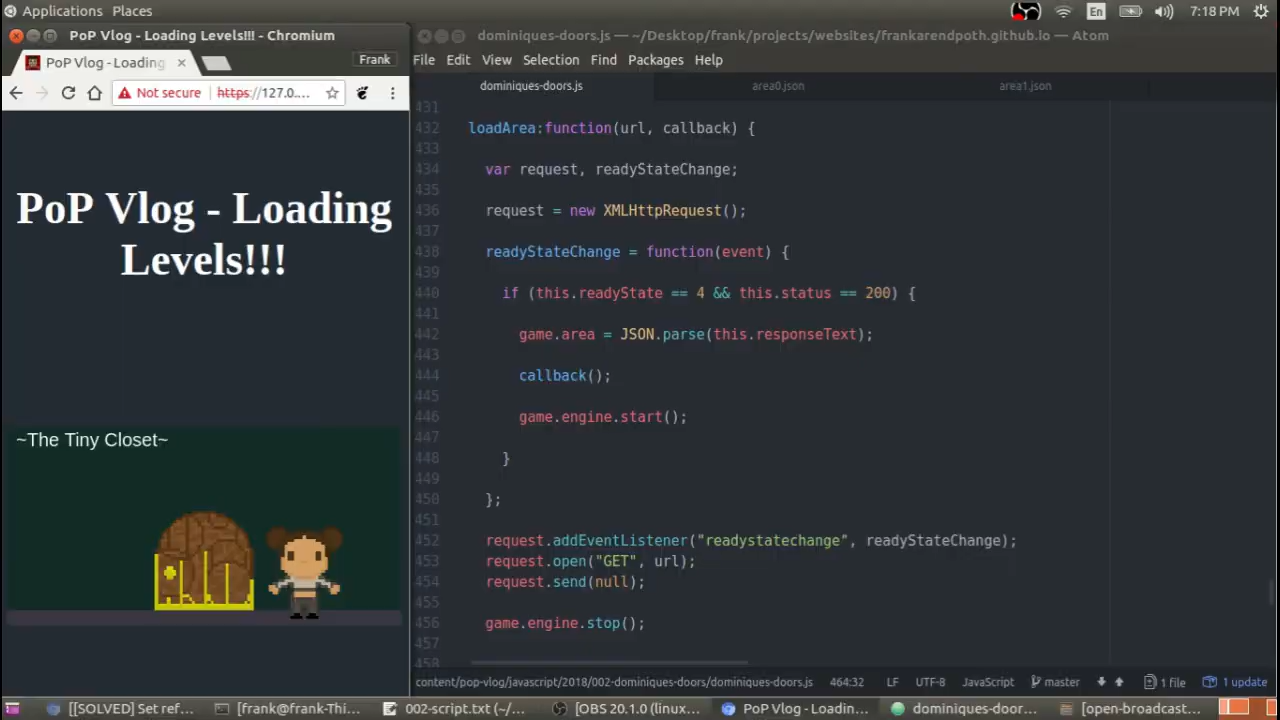 Applications Places
En
7:18 PM
PoP Vlog - Loading Levels!!! - Chromium
dominiques-doors.js — ~/Desktop/frank/projects/websites/frankarendpoth.github.io — Atom
PoP Vlog - Loading
Frank
File Edit View Selection Find Packages Help
Not secure https://127.0....
dominiques-doors.js
area0.json
area1.json
PoP Vlog - Loading
Levels!!!
~The Tiny Closet~
431
432 loadArea:function(url, callback) {
433
434 var request, readyStateChange;
435
436 request = new XMLHttpRequest();
437
438 readyStateChange = function(event) {
439
440 if (this.readyState == 4 && this.status == 200) {
441
442 game.area = JSON.parse(this.responseText);
443
444 callback();
445
446 game.engine.start();
447
448 }
449
450 };
451
452 request.addEventListener("readystatechange", readyStateChange);
453 request.open("GET", url);
454 request.send(null);
455
456 game.engine.stop();
457
458
content/pop-vlog/javascript/2018/002-dominiques-doors/dominiques-doors.js 464:32 LF UTF-8 JavaScript master 1 file 1 update
[[SOLVED] Set ref... [frank@frank-Thi... 002-script.txt (~/... [OBS 20.1.0 (linux... PoP Vlog - Loadin... dominiques-door... [open-broadcast...